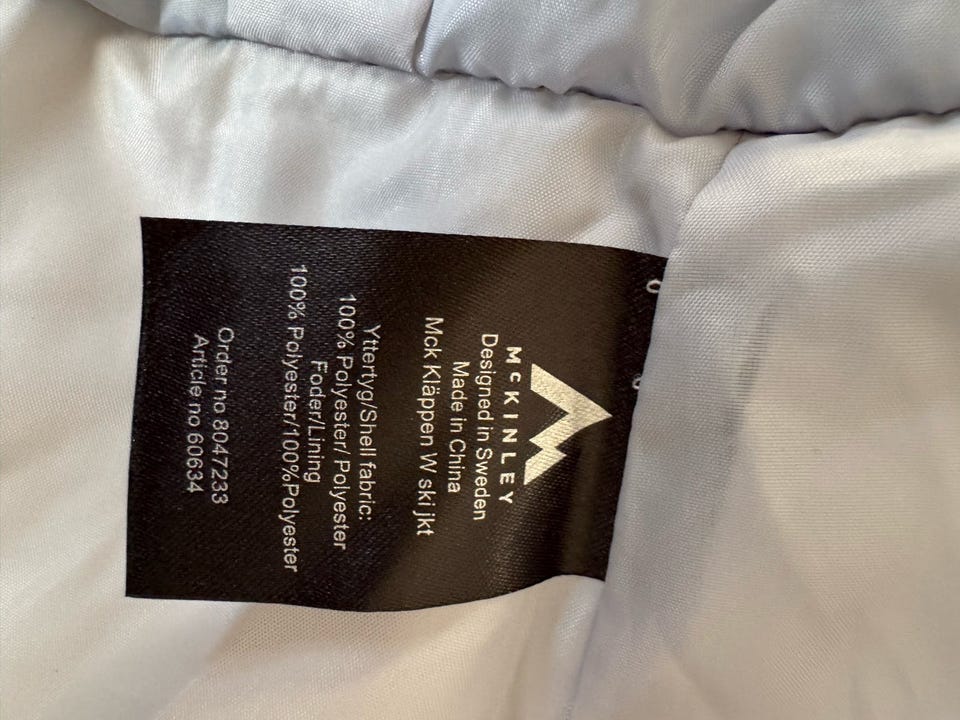 McKINLEY
Designed in Sweden
Made in China
Mck Kläppen W ski jkt
Yttertyg/Shell fabric:
100% Polyester/ Polyester
Foder/Lining
100% Polyester/100%Polyester
Order no 8047233
Article no 60634